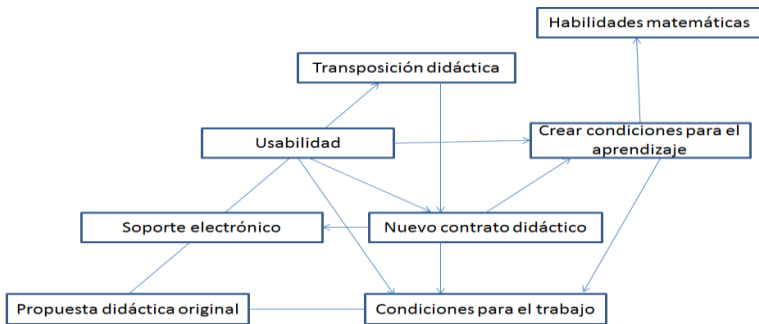 Habilidades matemáticas
Transposición didáctica
Usabilidad
Crear condiciones para el
aprendizaje
Soporte electrónico
Nuevo contrato didáctico
Propuesta didáctica original
Condiciones para el trabajo